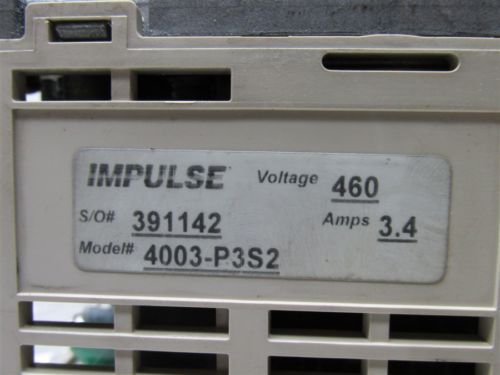 IMPULSE Voltage 460
S/O# 391142 Amps 3.4
Model# 4003-P3S2